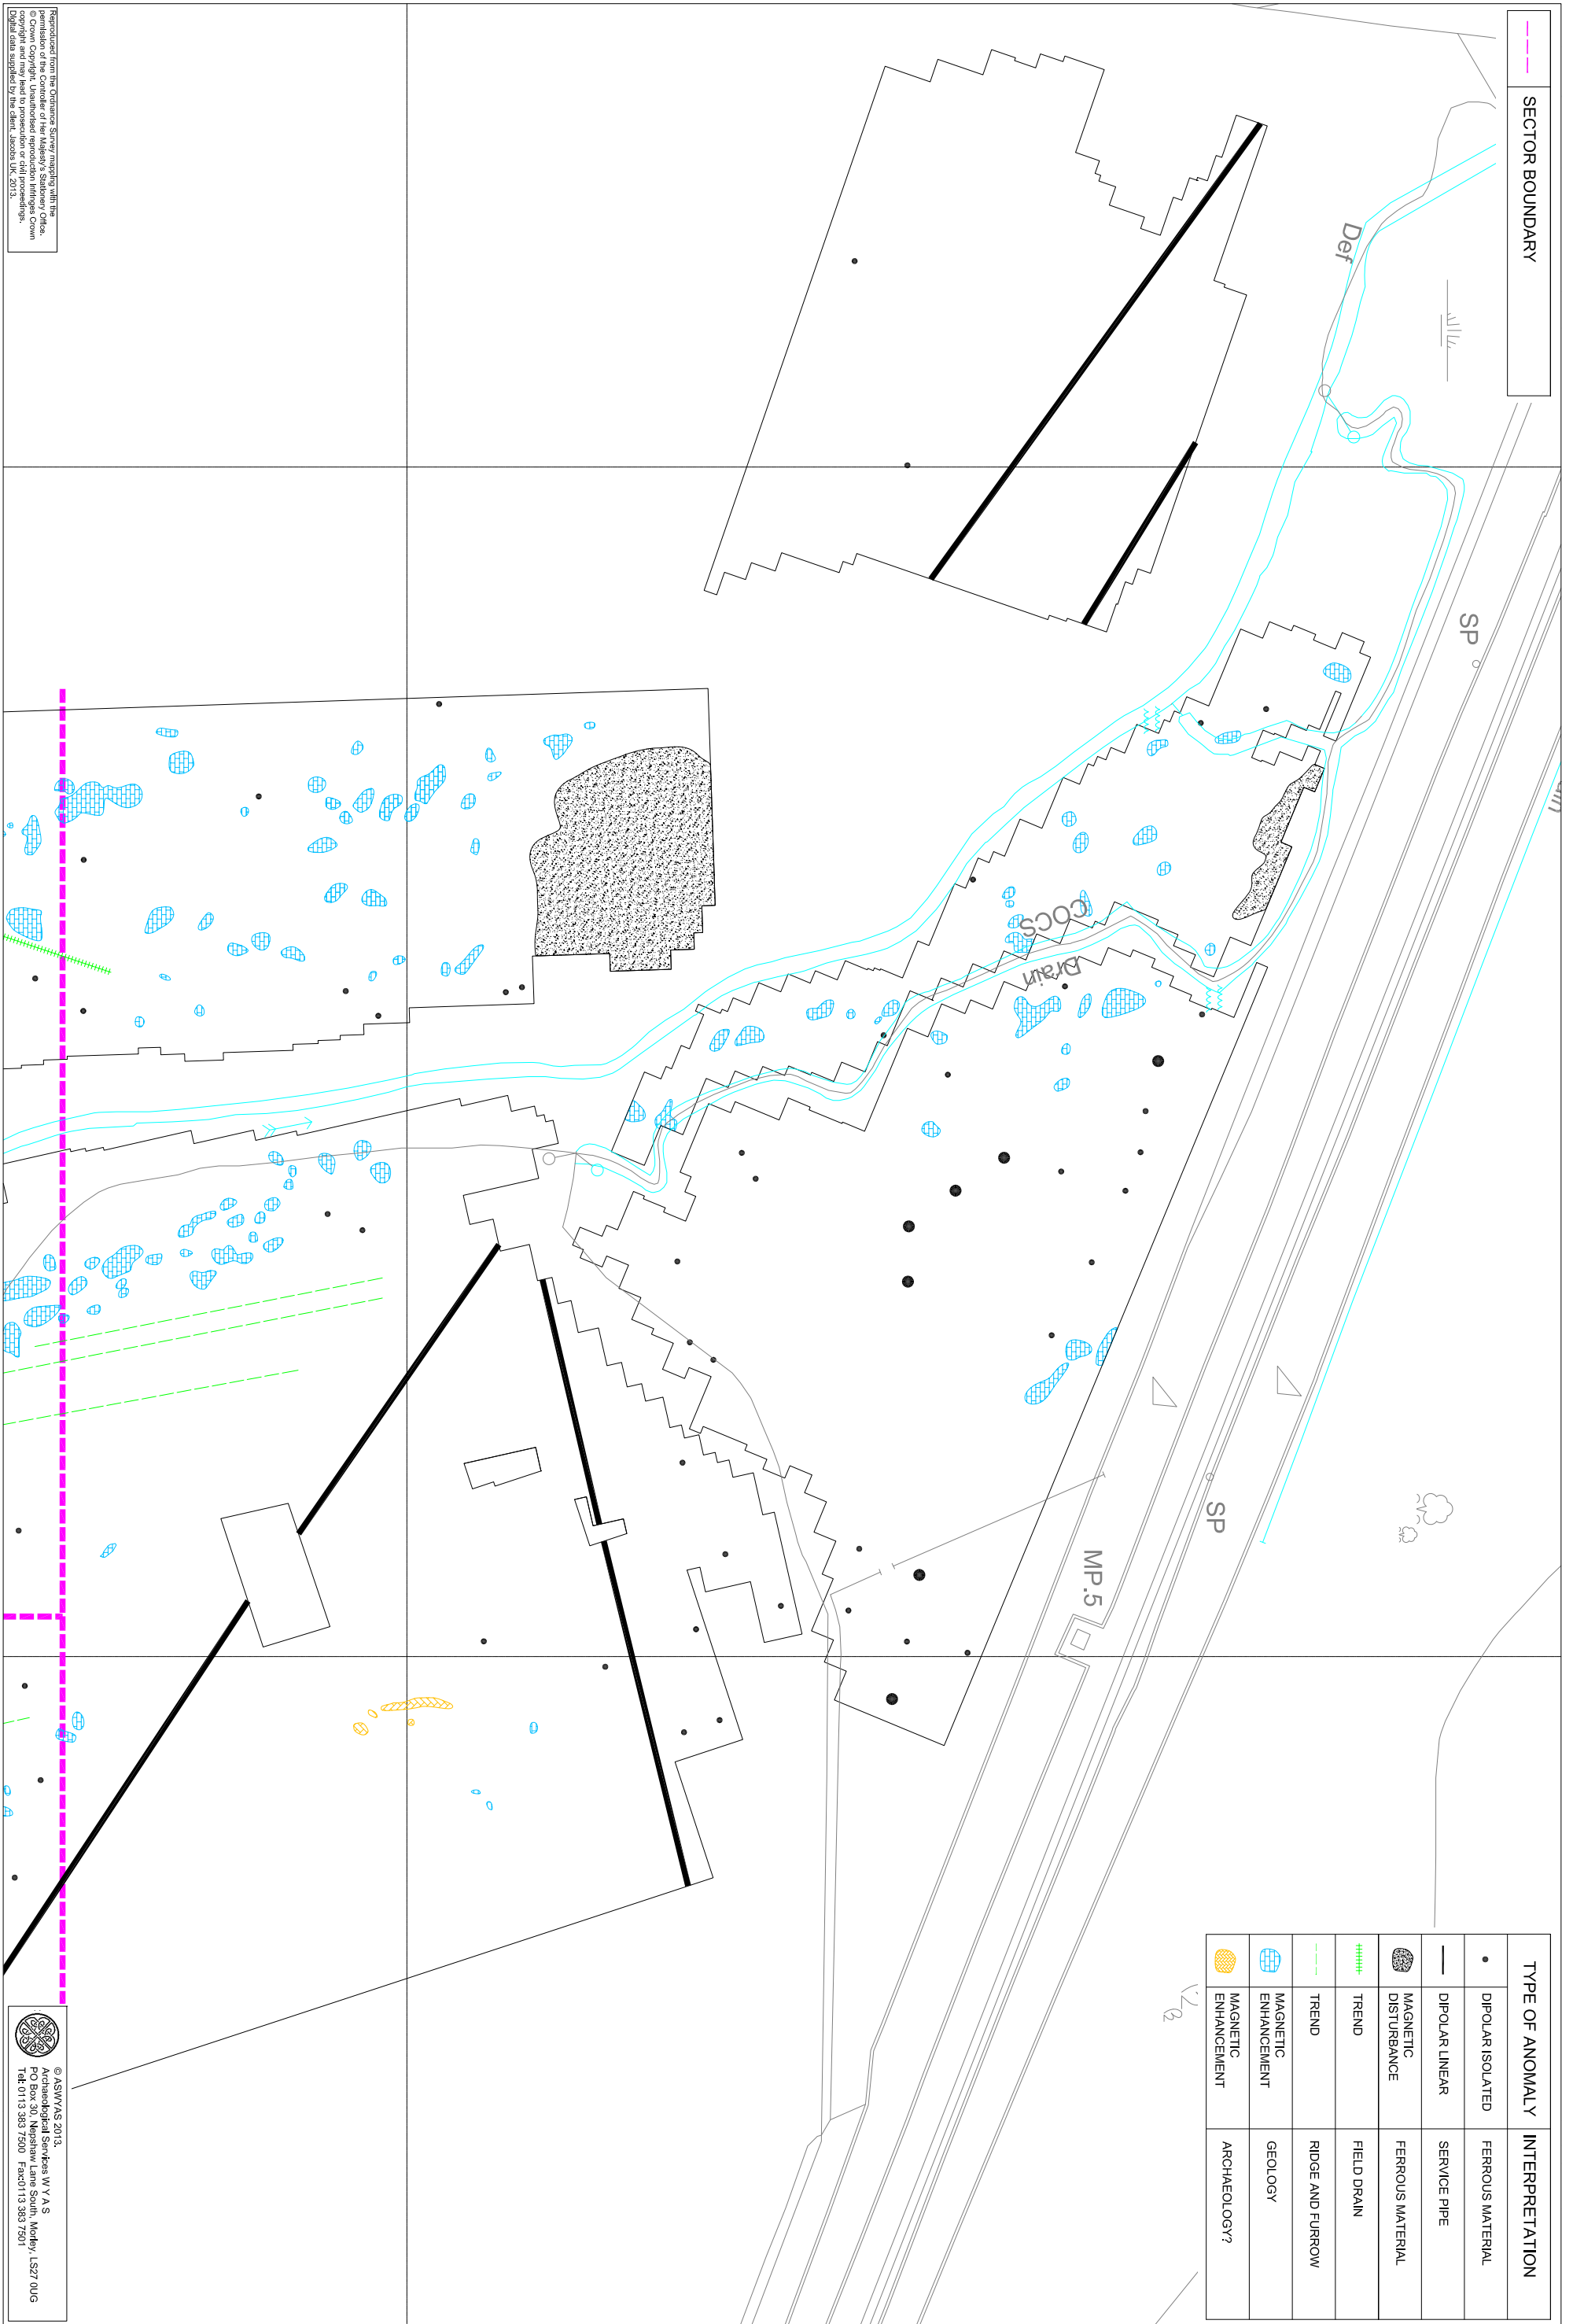 SECTOR BOUNDARY
TYPE OF ANOMALY INTERPRETATION
DIPOLAR ISOLATED FERROUS MATERIAL
DIPOLAR LINEAR SERVICE PIPE
MAGNETIC
DISTURBANCE FERROUS MATERIAL
TREND FIELD DRAIN
TREND RIDGE AND FURROW
MAGNETIC
ENHANCEMENT GEOLOGY
MAGNETIC
ENHANCEMENT ARCHAEOLOGY?
Def
SP
COCS
Drain
SP
MP.5
Reproduced from the Ordnance Survey mapping with the
permission of the Controller of Her Majesty's Stationery Office.
© Crown Copyright. Unauthorised reproduction infringes Crown
copyright and may lead to prosecution or civil proceedings.
Digital data supplied by the client, Jacobs UK, 2013.
© ASWYAS 2013.
Archaeological Services W Y A S
PO Box 30, Nepshaw Lane South, Morley, LS27 0UG
Tel: 0113 383 7500 Fax:0113 383 7501